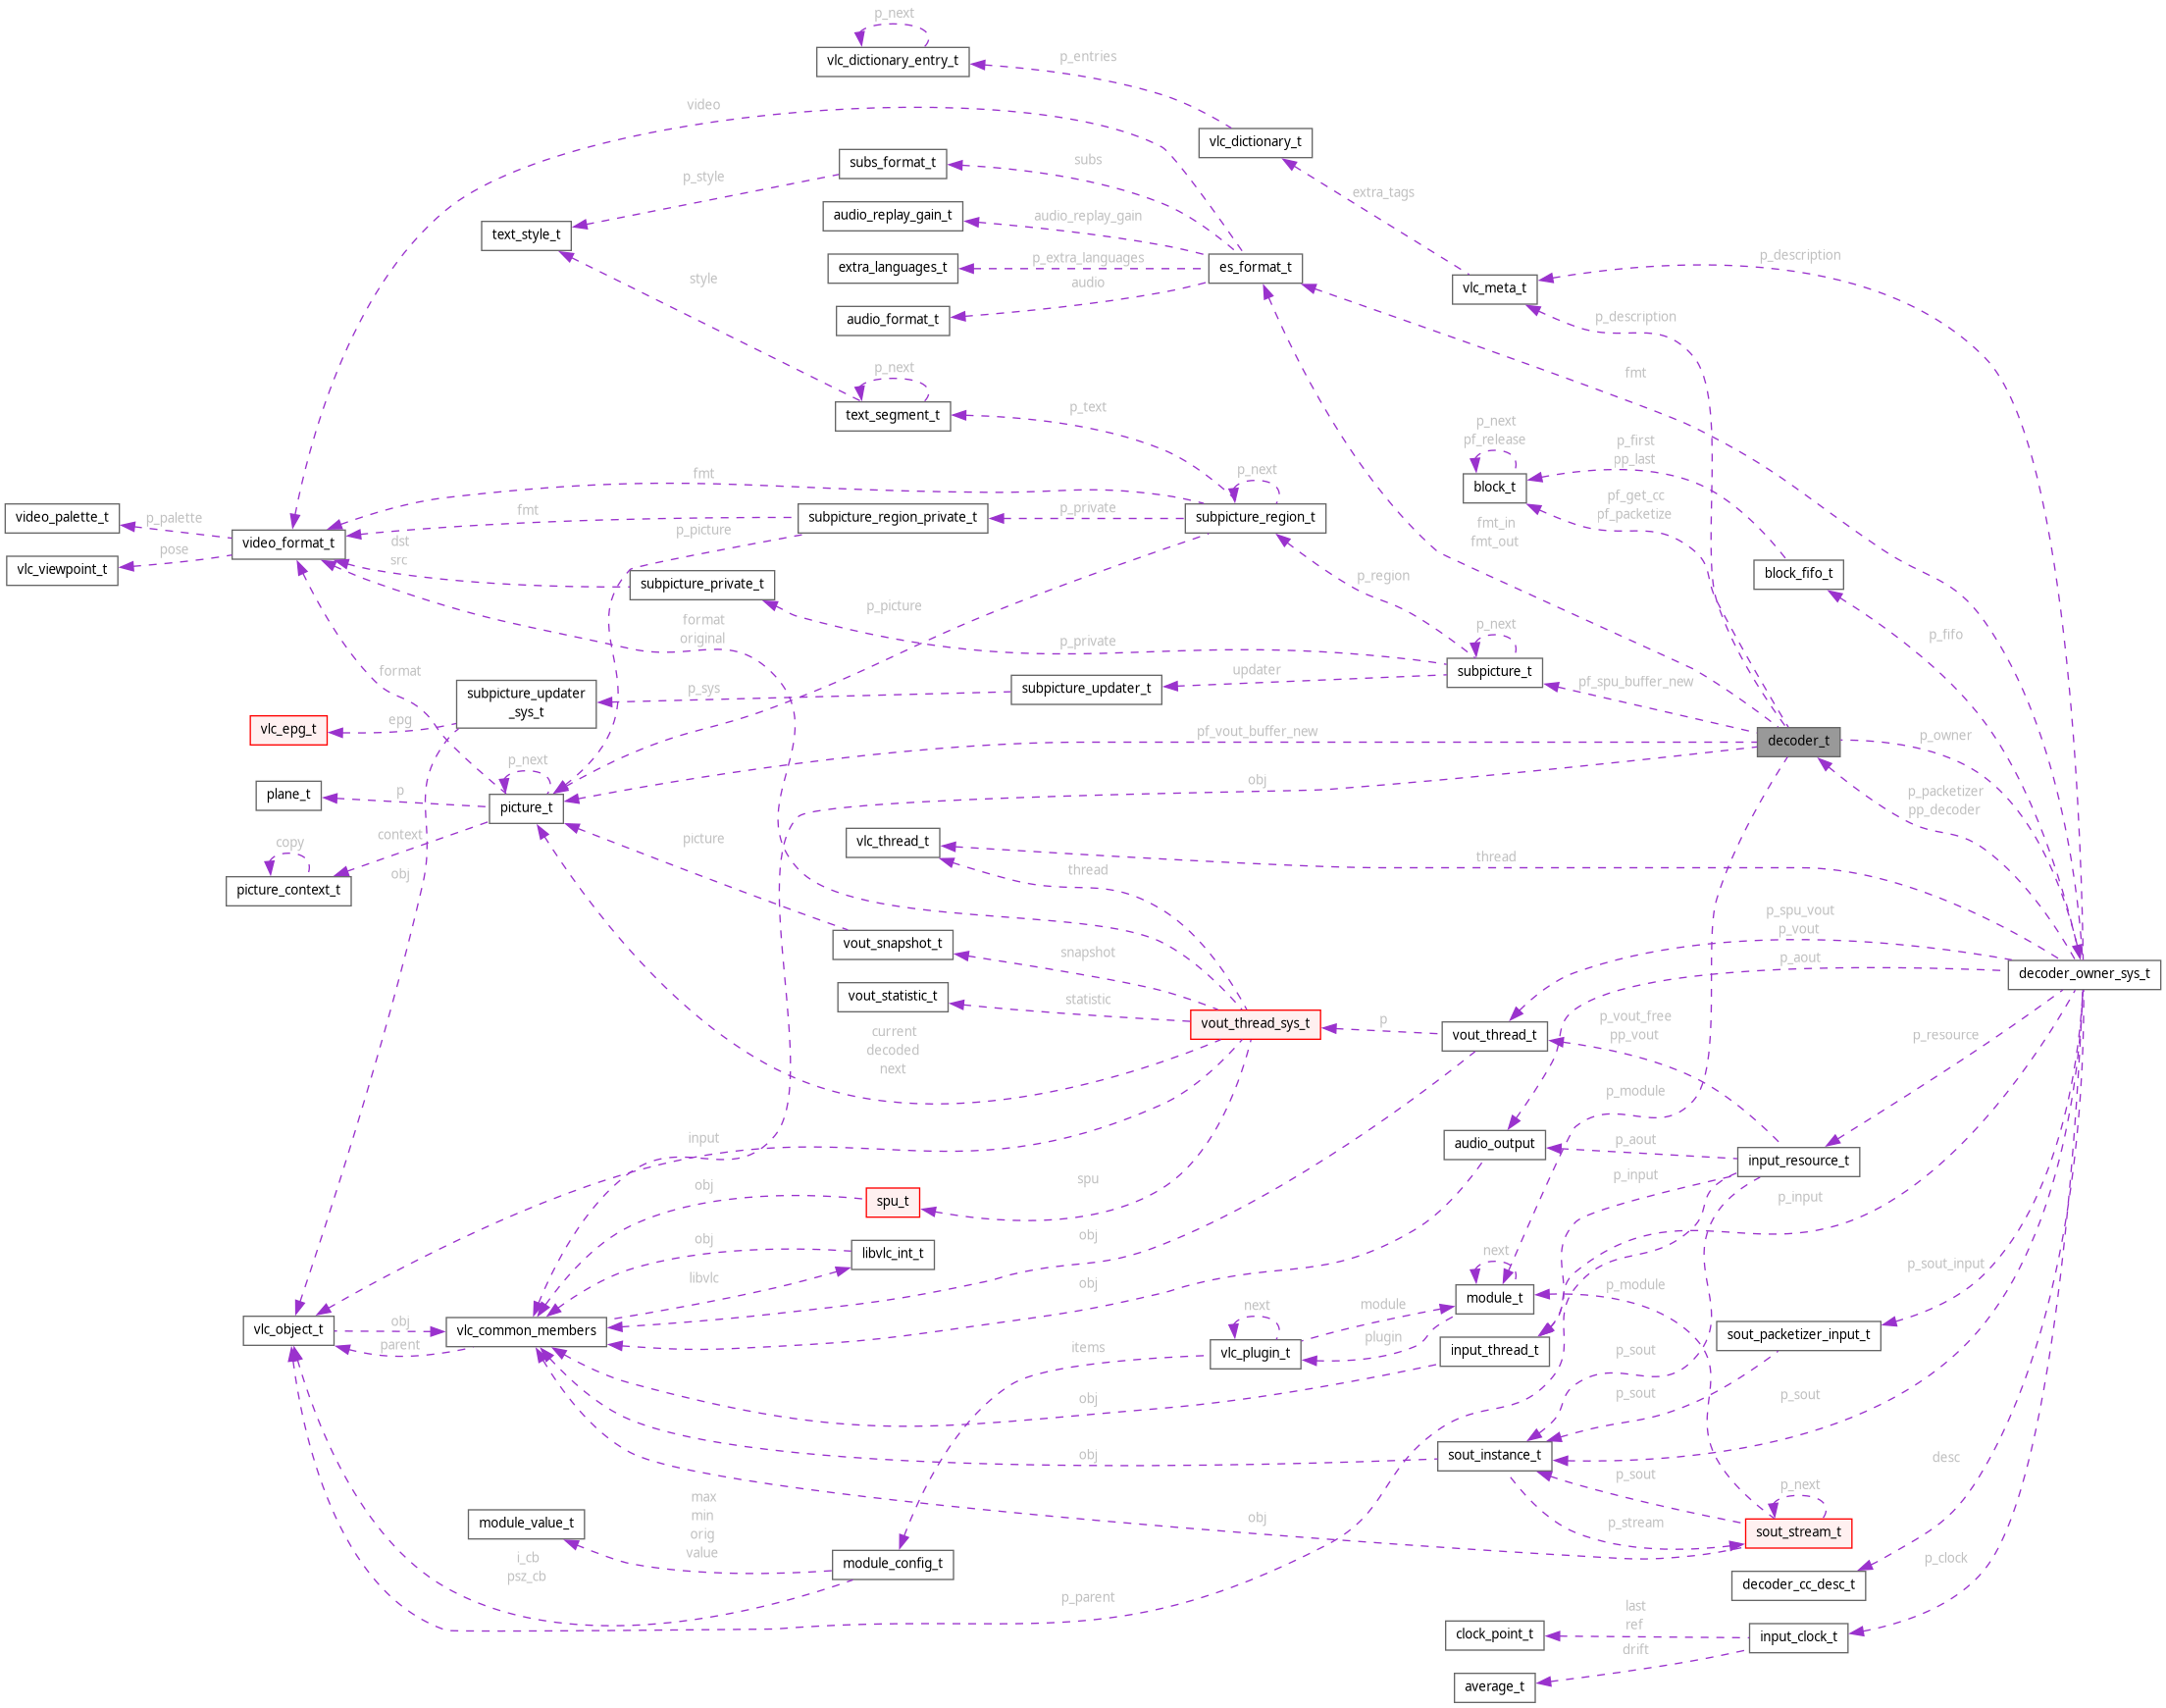 p_next
vlc_dictionary_entry_t
p_entries
video
vlc_dictionary_t
subs_format_t
subs
p_style
extra_tags
audio_replay_gain_t
audio_replay_gain
text_style_t
p_description
extra_languages_t
p_extra_languages
es_format_t
style
audio
vlc_meta_t
audio_format_t
p_description
p_next
fmt
text_segment_t
p_text
p_next
pf_release
p_first
pp_last
fmt
p_next
block_t
pf_get_cc
pf_packetize
video_palette_t
p_palette
fmt
subpicture_region_private_t
p_private
subpicture_region_t
video_format_t
dst
src
p_picture
fmt_in
fmt_out
vlc_viewpoint_t
pose
subpicture_private_t
p_region
block_fifo_t
p_picture
format
original
p_private
p_next
p_fifo
format
updater
subpicture_t
pf_spu_buffer_new
subpicture_updater
_sys_t
p_sys
subpicture_updater_t
vlc_epg_t
epg
pf_vout_buffer_new
decoder_t
p_owner
p_next
obj
plane_t
p
picture_t
p_packetizer
pp_decoder
context
copy
picture
vlc_thread_t
thread
thread
picture_context_t
obj
p_spu_vout
p_vout
vout_snapshot_t
snapshot
p_aout
decoder_owner_sys_t
vout_statistic_t
statistic
current
decoded
next
vout_thread_sys_t
p
vout_thread_t
p_vout_free
pp_vout
p_resource
p_module
input
audio_output
p_aout
input_resource_t
p_input
spu
obj
spu_t
p_input
obj
obj
libvlc_int_t
libvlc
next
obj
p_module
module_t
p_sout_input
vlc_object_t
obj
parent
vlc_common_members
next
module
plugin
sout_packetizer_input_t
items
vlc_plugin_t
input_thread_t
p_sout
obj
p_sout
p_sout
obj
sout_instance_t
desc
p_sout
p_next
max
min
orig
value
module_value_t
obj
p_stream
sout_stream_t
i_cb
psz_cb
module_config_t
p_clock
decoder_cc_desc_t
p_parent
last
ref
clock_point_t
input_clock_t
drift
average_t